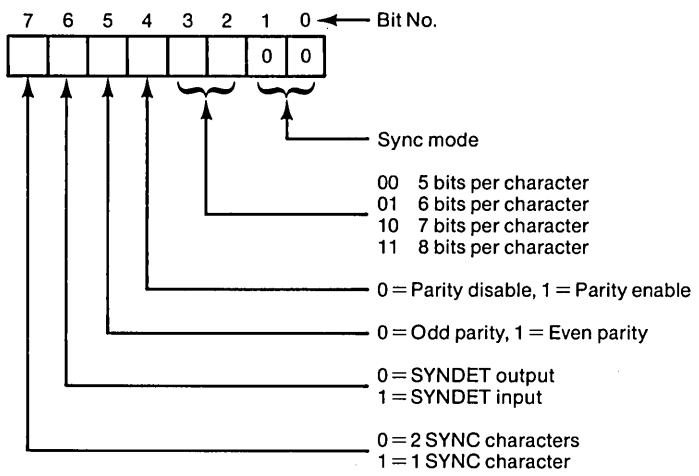 7 6 5 4 3 2 1 0 Bit No.
0 0
Sync mode
00 5 bits per character
01 6 bits per character
10 7 bits per character
11 8 bits per character
0 = Parity disable, 1 = Parity enable
0 = Odd parity, 1 = Even parity
0 = SYNDET output
1 = SYNDET input
0 = 2 SYNC characters
1 = 1 SYNC character